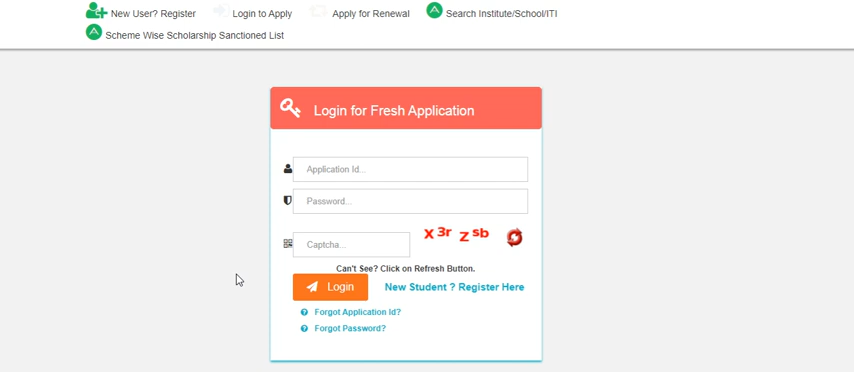 New User? Register Login to Apply Apply for Renewal Search Institute/School/ITI
Scheme Wise Scholarship Sanctioned List
Login for Fresh Application
Application Id...
Password...
Captcha... x 3r z sb
Can't See? Click on Refresh Button.
Login New Student ? Register Here
Forgot Application Id?
Forgot Password?